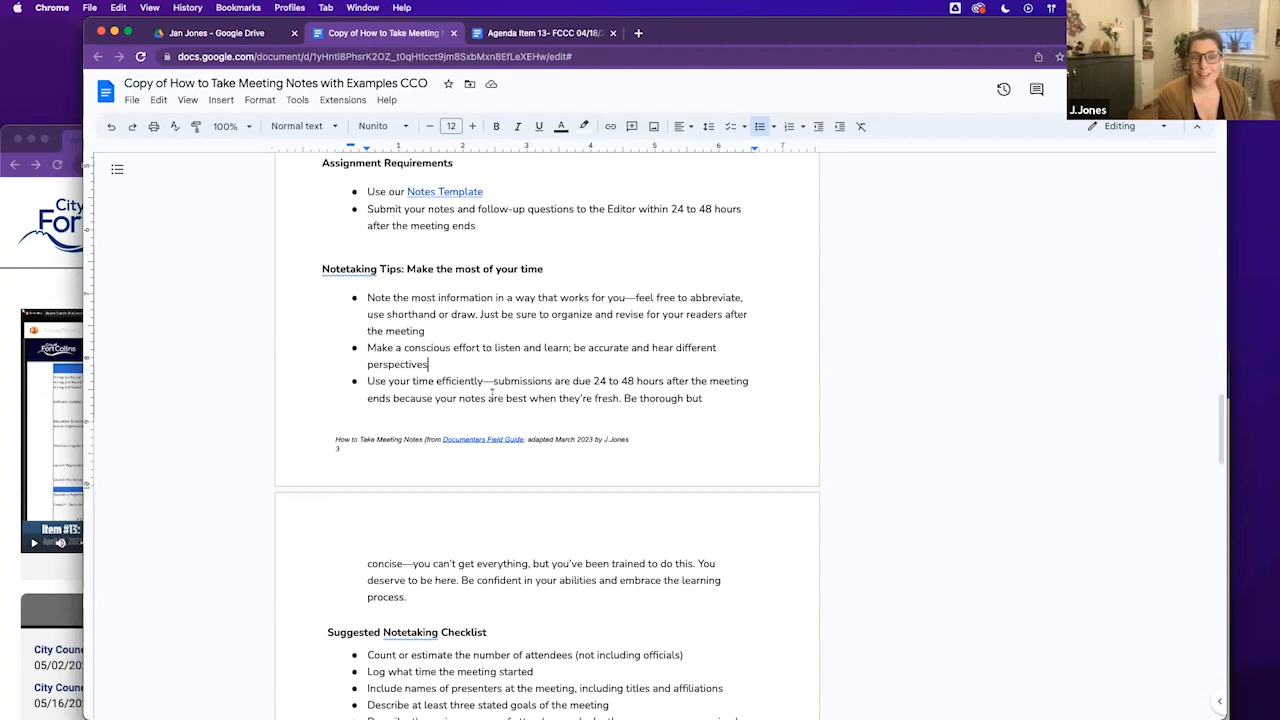 Chrome File Edit View History Bookmarks Profiles Tab Window Help
Jan Jones - Google Drive
Copy of How to Take Meeting
Agenda Item 13- FCCC 04/18/
docs.google.com/document/d/1yHntI8PhsrK2OZ_t0qHtlcct9jm8SxbMxn8EfLeXEHw/edit#
J.Jones
Copy of How to Take Meeting Notes with Examples CCO
File Edit View Insert Format Tools Extensions Help
100% Normal text Nunito 12 Editing
1 2 3 4 5 6 7
Assignment Requirements
● Use our Notes Template
● Submit your notes and follow-up questions to the Editor within 24 to 48 hours
after the meeting ends
Notetaking Tips: Make the most of your time
● Note the most information in a way that works for you—feel free to abbreviate,
use shorthand or draw. Just be sure to organize and revise for your readers after
the meeting
● Make a conscious effort to listen and learn; be accurate and hear different
perspectives
● Use your time efficiently—submissions are due 24 to 48 hours after the meeting
ends because your notes are best when they're fresh. Be thorough but
How to Take Meeting Notes (from Documenters Field Guide; adapted March 2023 by J.Jones
3
concise—you can't get everything, but you've been trained to do this. You
deserve to be here. Be confident in your abilities and embrace the learning
process.
Suggested Notetaking Checklist
● Count or estimate the number of attendees (not including officials)
● Log what time the meeting started
● Include names of presenters at the meeting, including titles and affiliations
● Describe at least three stated goals of the meeting
City
FORT
FortCollins
Item #13:
City Counc
05/02/20
City Counc
05/16/20